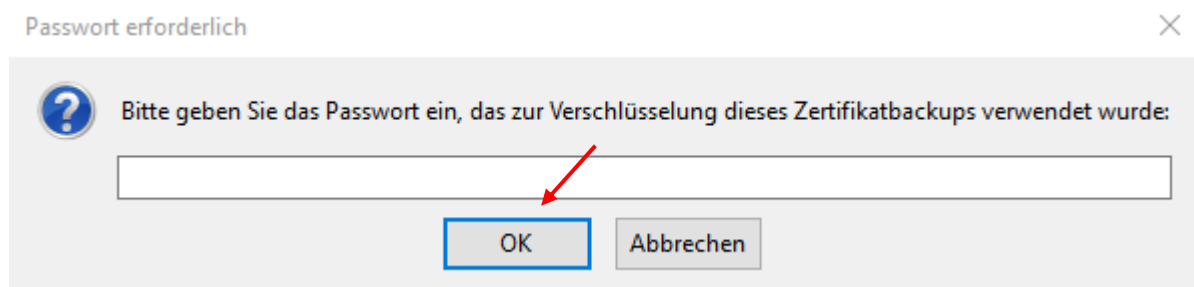 Passwort erforderlich
Bitte geben Sie das Passwort ein, das zur Verschlüsselung dieses Zertifikatbackups verwendet wurde:
OK Abbrechen